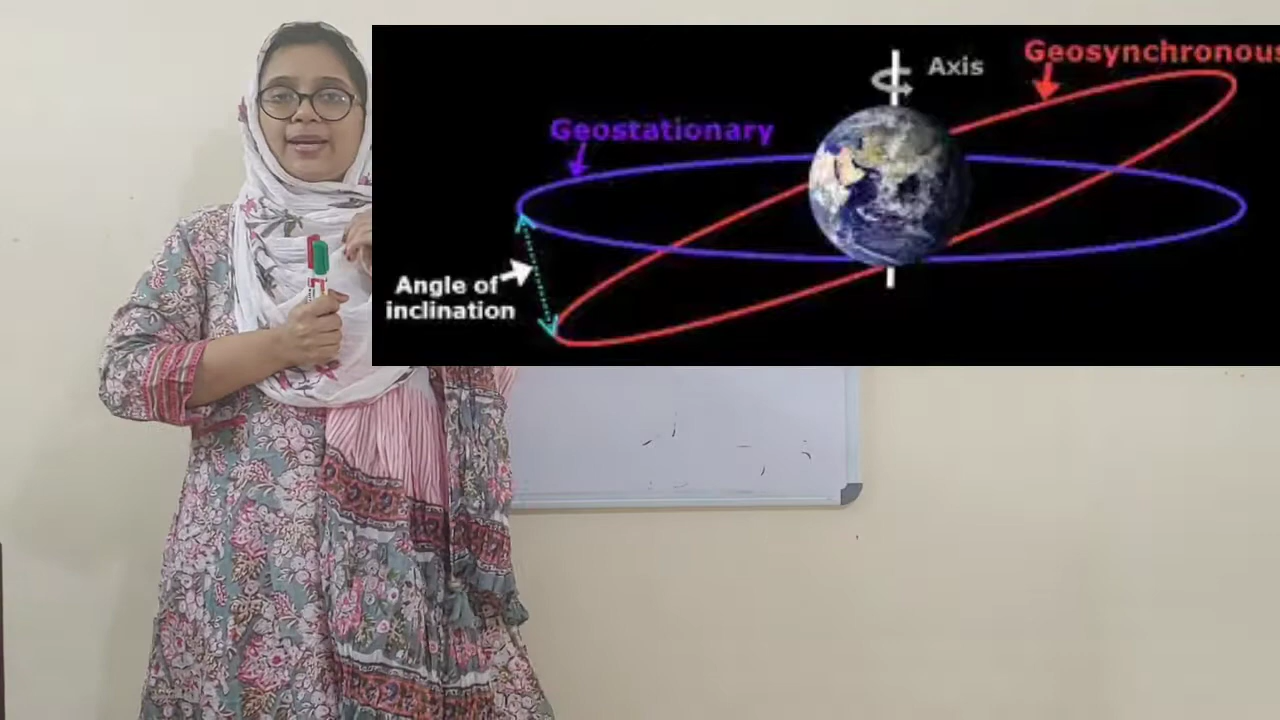 Geosynchronous
Axis
Geostationary
Angle of
inclination